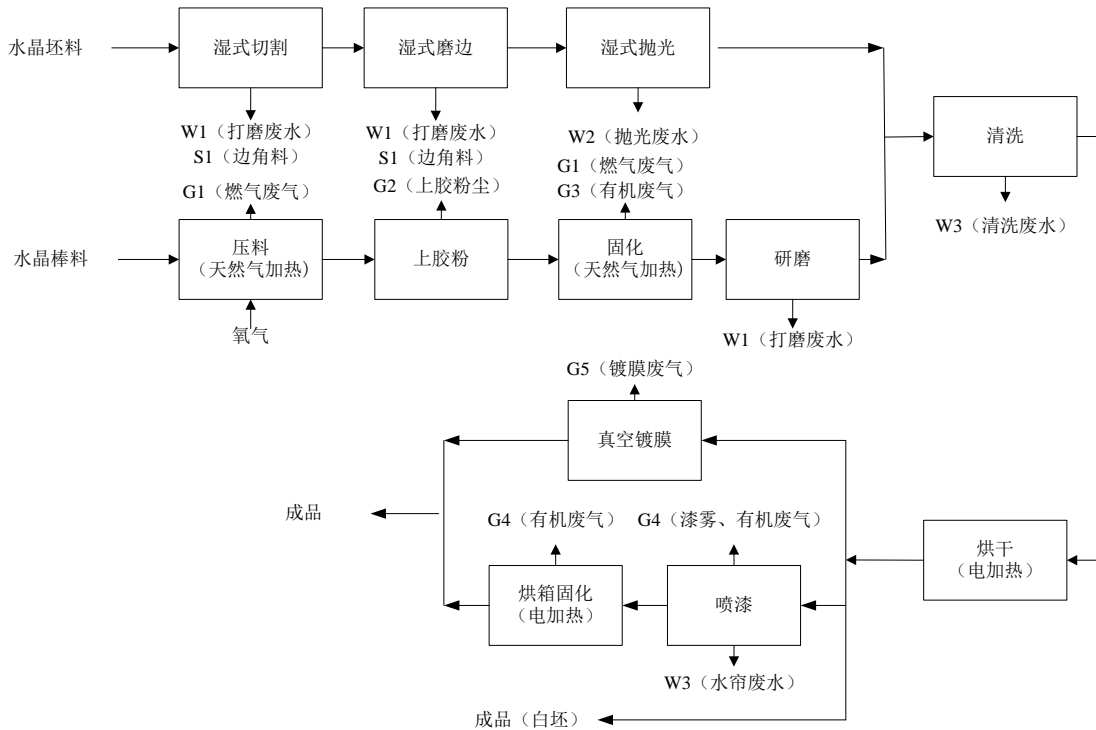 水晶坯料
湿式切割
湿式磨边
湿式抛光
W1（打磨废水）
S1（边角料）
W1（打磨废水）
S1（边角料）
W2（抛光废水）
清洗
W3（清洗废水）
G1（燃气废气）
G2（上胶粉尘）
G1（燃气废气）
G3（有机废气）
水晶棒料
压料
（天然气加热）
上胶粉
固化
（天然气加热）
研磨
氧气
W1（打磨废水）
G5（镀膜废气）
真空镀膜
成品
G4（有机废气）
G4（漆雾、有机废气）
烘箱固化
（电加热）
喷漆
烘干
（电加热）
W3（水帘废水）
成品（白坯）